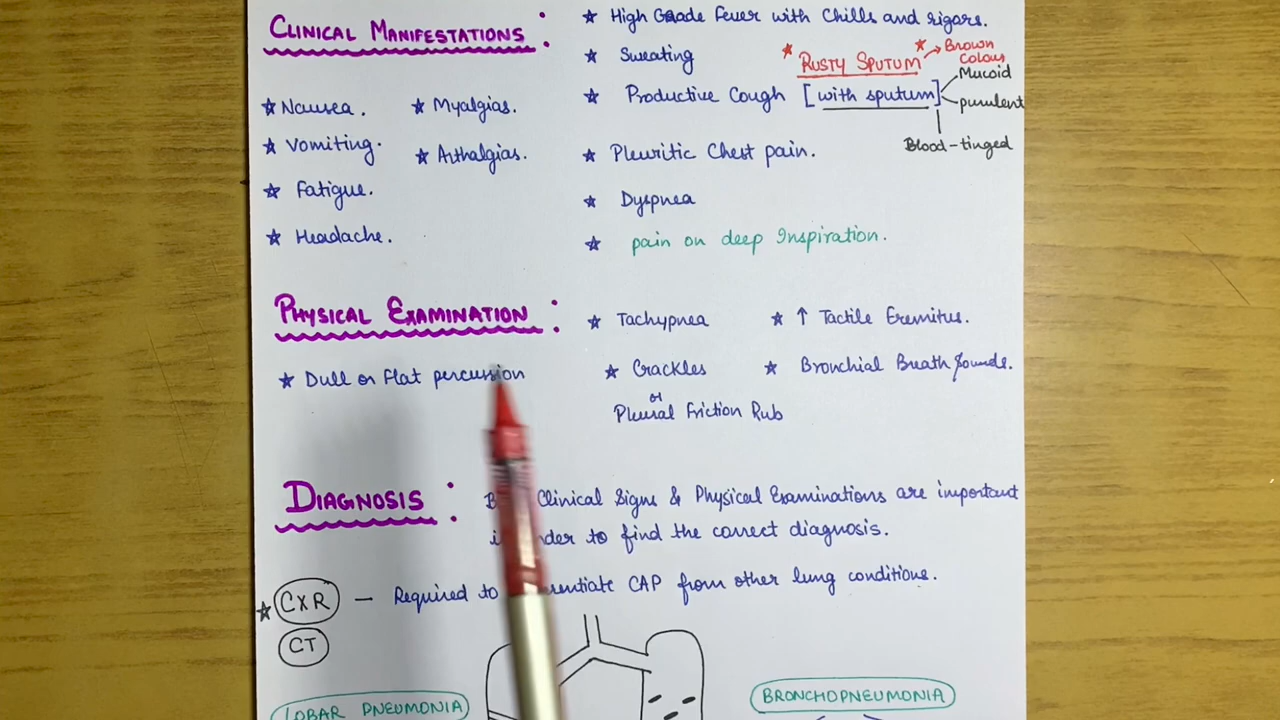 CLINICAL MANIFESTATIONS :
★ High Grade Fever with Chills and rigors.
★ Sweating
★ RUSTY SPUTUM ★ → Brown Colour
★ Productive Cough [with sputum]
Mucoid
purulent
Blood-tinged
★ Nausea. ★ Myalgias.
★ Vomiting. ★ Arthalgias.
★ Fatigue.
★ Headache.
★ Pleuritic Chest pain.
★ Dyspnea
★ pain on deep Inspiration.
PHYSICAL EXAMINATION :
★ Tachypnea ★ ↑ Tactile Fremitus.
★ Dull or Flat percussion
★ Crackles ★ Bronchial Breath Sounds.
or
Pleural Friction Rub
DIAGNOSIS :
Clinical Signs & Physical Examinations are important
to find the correct diagnosis.
★ CXR — Required to CAP from other lung conditions.
CT
LOBAR PNEUMONIA
BRONCHOPNEUMONIA